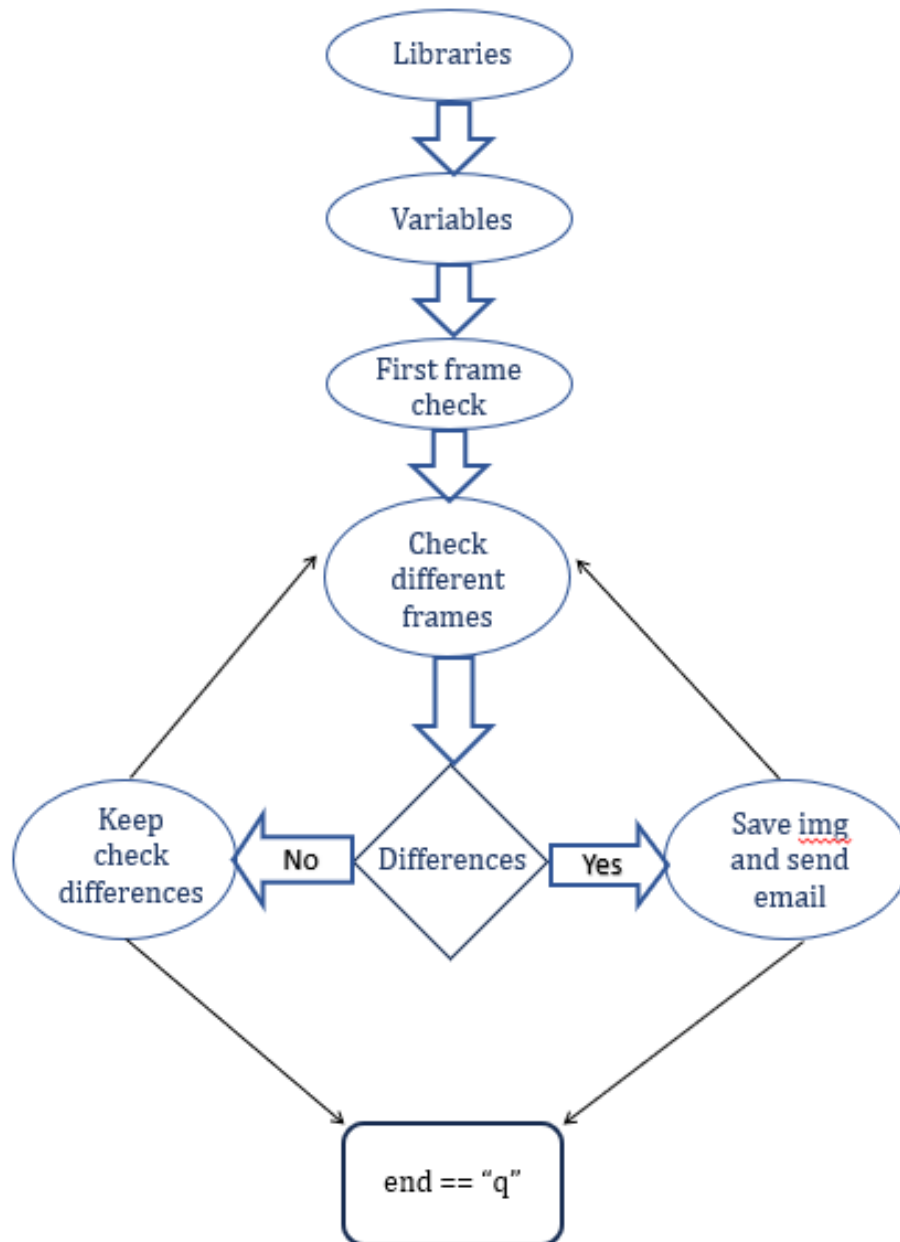 Libraries
Variables
First frame
check
Check
different
frames
Keep
check
differences
No
Differences
Yes
Save img
and send
email
end == “q”